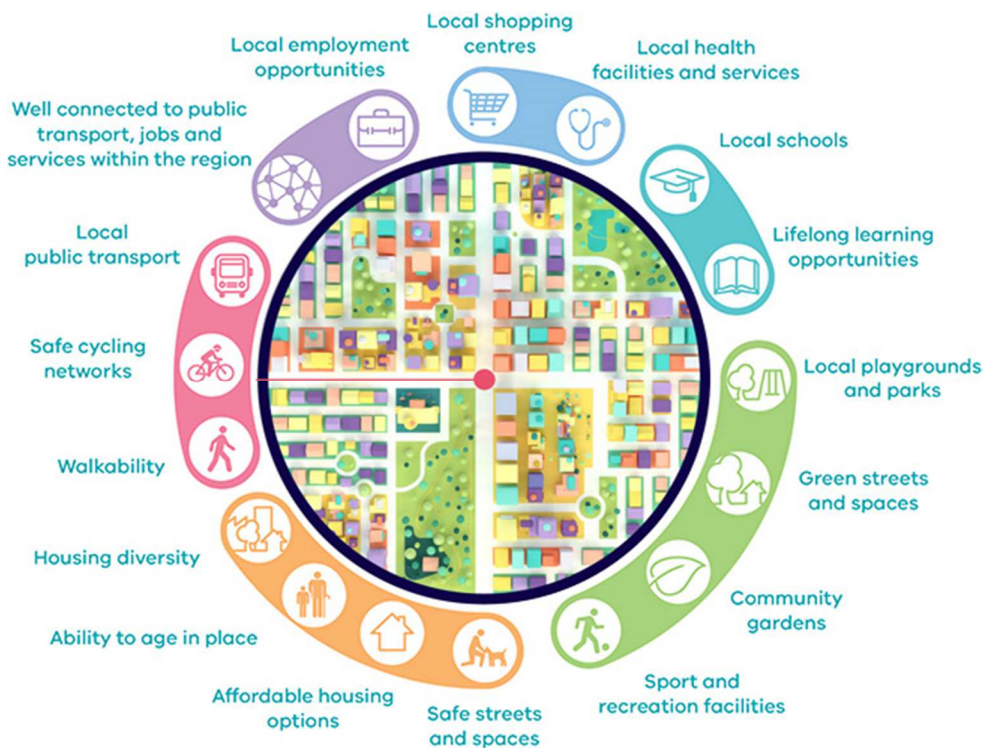 Local shopping
centres
Local health
facilities and services
Local schools
Lifelong learning
opportunities
Local playgrounds
and parks
Green streets
and spaces
Community
gardens
Sport and
recreation facilities
Safe streets
and spaces
Affordable housing
options
Ability to age in place
Housing diversity
Walkability
Safe cycling
networks
Local
public transport
Well connected to public
transport, jobs and
services within the region
Local employment
opportunities